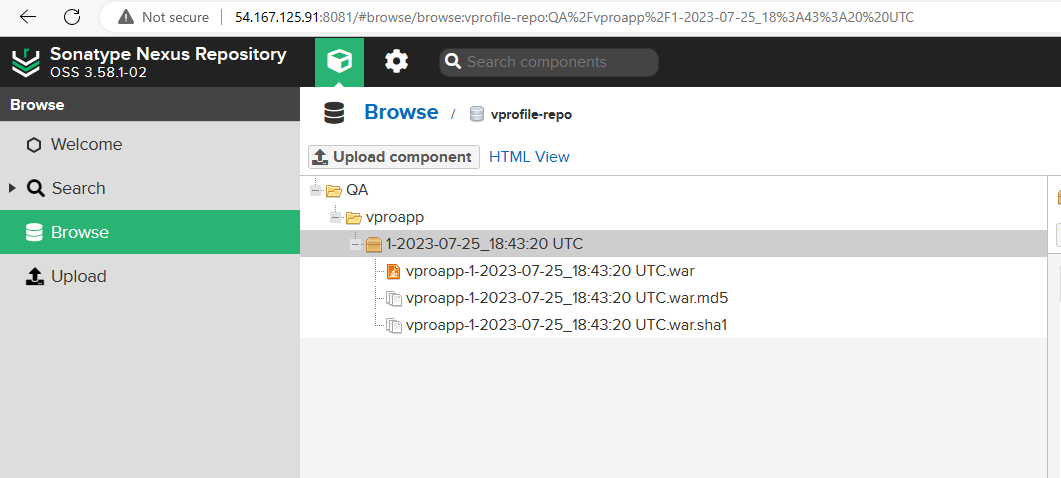 Not secure 54.167.125.91:8081/#browse/browse:vprofile-repo:QA%2Fvproapp%2F1-2023-07-25_18%3A43%3A20%20UTC
Sonatype Nexus Repository
OSS 3.58.1-02
Search components
Browse
Welcome
Search
Browse
Upload
Browse / vprofile-repo
Upload component HTML View
QA
vproapp
1-2023-07-25_18:43:20 UTC
vproapp-1-2023-07-25_18:43:20 UTC.war
vproapp-1-2023-07-25_18:43:20 UTC.war.md5
vproapp-1-2023-07-25_18:43:20 UTC.war.sha1